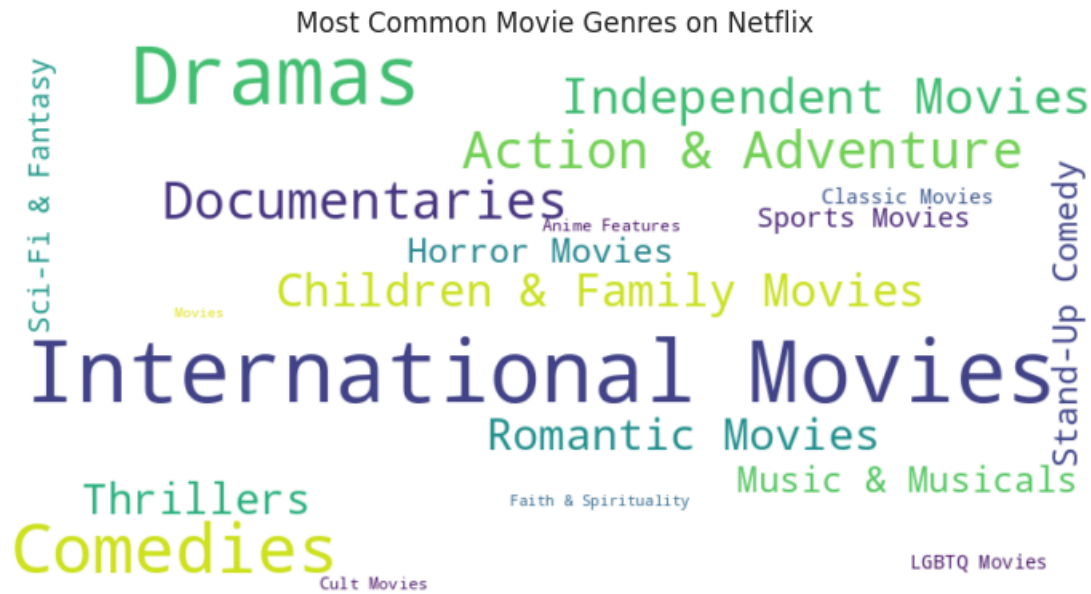 Most Common Movie Genres on Netflix
Dramas
Sci-Fi & Fantasy
Independent Movies
Action & Adventure
Documentaries
Classic Movies
Sports Movies
Anime Features
Stand-Up Comedy
Horror Movies
Children & Family Movies
Movies
International Movies
Romantic Movies
Music & Musicals
Thrillers
Faith & Spirituality
Comedies
LGBTQ Movies
Cult Movies